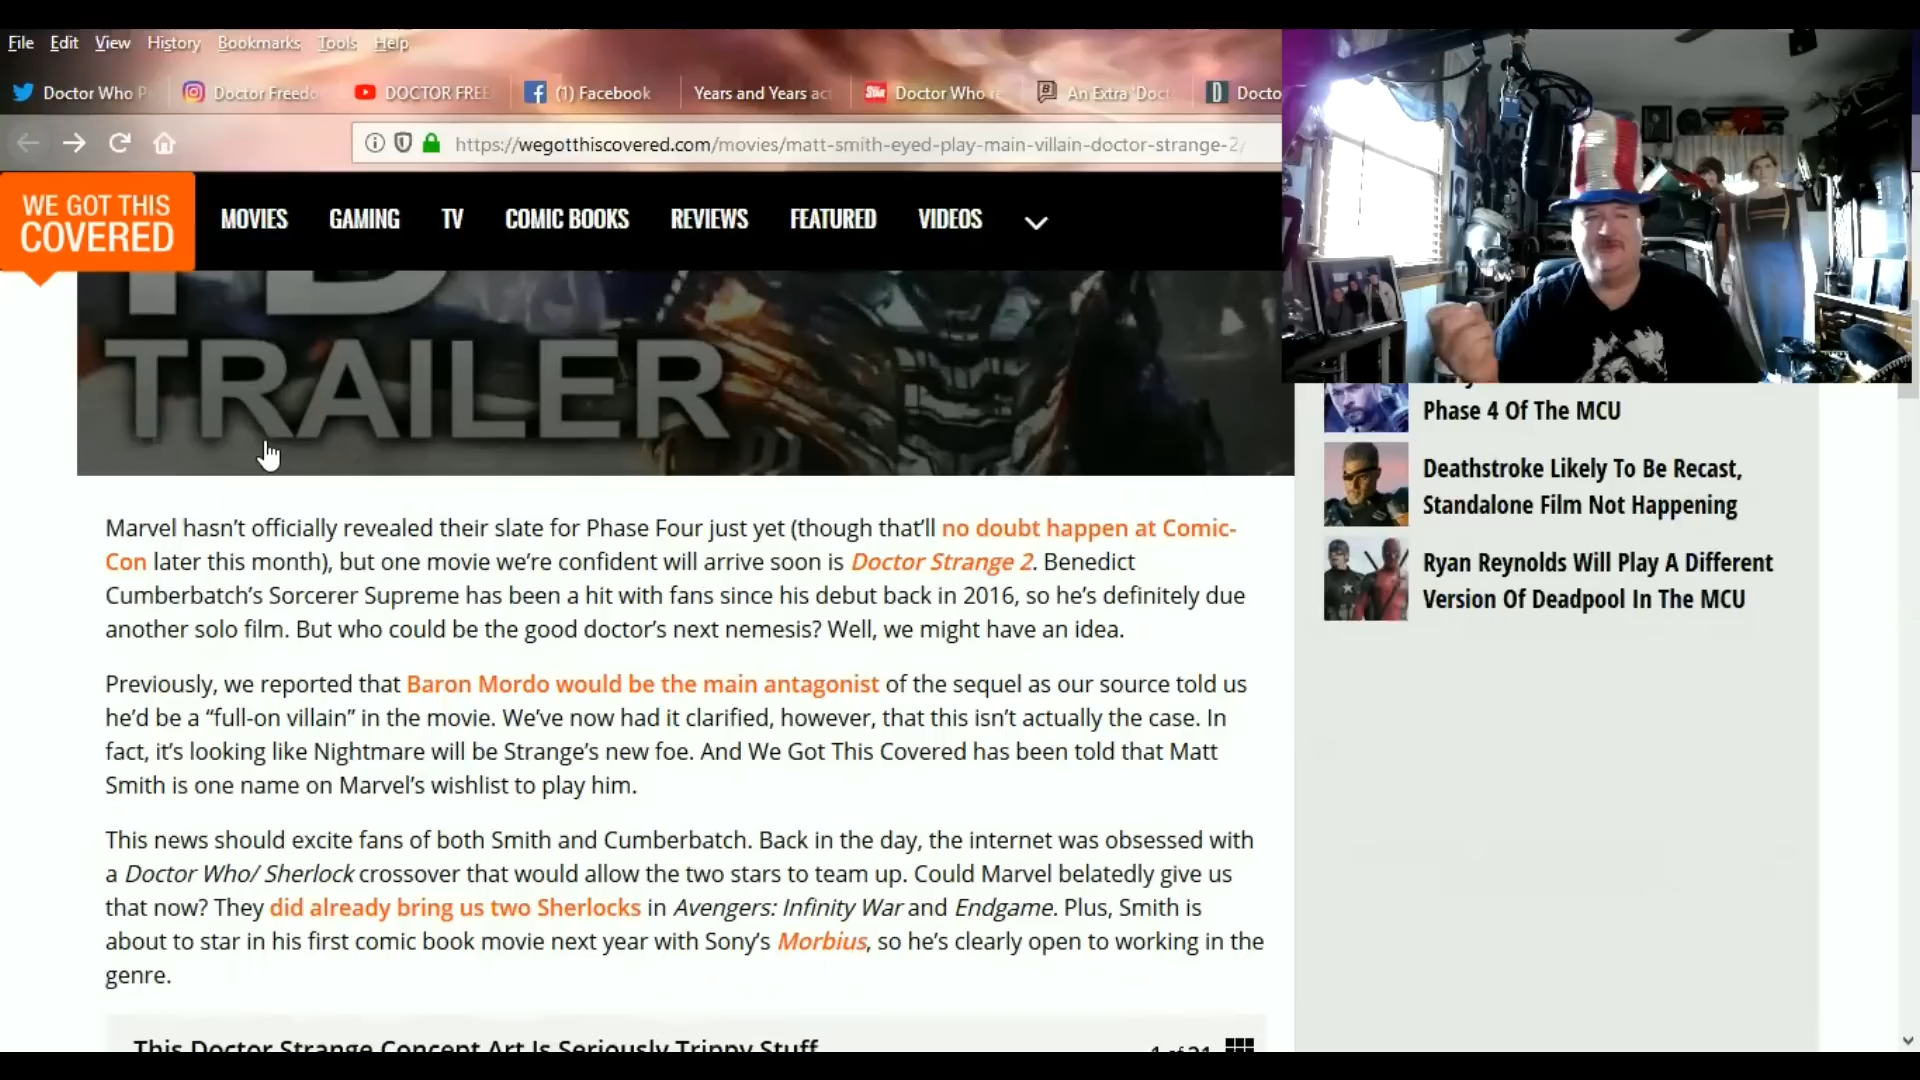 File Edit View History Bookmarks Tools Help
Doctor Who P Doctor Freedo DOCTOR FREE (1) Facebook Years and Years act Doctor Who An Extra 'Doct Docto
https://wegotthiscovered.com/movies/matt-smith-eyed-play-main-villain-doctor-strange-2/
WE GOT THIS
COVERED
MOVIES GAMING TV COMIC BOOKS REVIEWS FEATURED VIDEOS
TRAILER
Marvel hasn't officially revealed their slate for Phase Four just yet (though that'll no doubt happen at Comic-
Con later this month), but one movie we're confident will arrive soon is Doctor Strange 2. Benedict
Cumberbatch's Sorcerer Supreme has been a hit with fans since his debut back in 2016, so he's definitely due
another solo film. But who could be the good doctor's next nemesis? Well, we might have an idea.
Previously, we reported that Baron Mordo would be the main antagonist of the sequel as our source told us
he'd be a “full-on villain” in the movie. We've now had it clarified, however, that this isn't actually the case. In
fact, it's looking like Nightmare will be Strange's new foe. And We Got This Covered has been told that Matt
Smith is one name on Marvel's wishlist to play him.
This news should excite fans of both Smith and Cumberbatch. Back in the day, the internet was obsessed with
a Doctor Who/ Sherlock crossover that would allow the two stars to team up. Could Marvel belatedly give us
that now? They did already bring us two Sherlocks in Avengers: Infinity War and Endgame. Plus, Smith is
about to star in his first comic book movie next year with Sony's Morbius, so he's clearly open to working in the
genre.
This Doctor Strange Concept Art Is Seriously Trippy Stuff
1 of 21
Phase 4 Of The MCU
Deathstroke Likely To Be Recast,
Standalone Film Not Happening
Ryan Reynolds Will Play A Different
Version Of Deadpool In The MCU